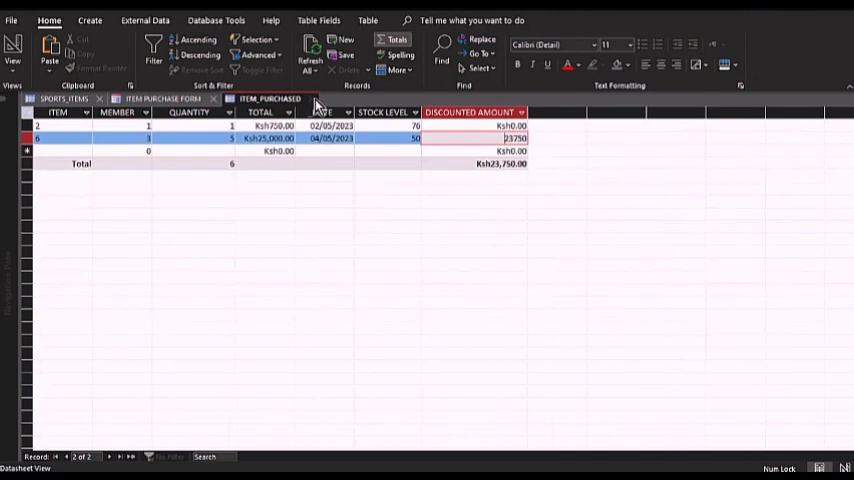 File Home Create External Data Database Tools Help Table Fields Table Tell me what you want to do
View Paste Cut Copy Format Painter Filter Ascending Descending Remove Sort Selection Advanced Toggle Filter Refresh All New Save Delete Totals Spelling More Find Replace Go To Select Calibri (Detail) 11 B I U A
Views Clipboard Sort & Filter Records Find Text Formatting
SPORTS_ITEMS ITEM PURCHASE FORM ITEM_PURCHASED
ITEM MEMBER QUANTITY TOTAL STOCK LEVEL DISCOUNTED AMOUNT
2 1 1 Ksh750.00 02/05/2023 76 Ksh0.00
6 3 5 Ksh25,000.00 04/05/2023 50 23750
0 Ksh0.00 Ksh0.00
Total 6 Ksh23,750.00
Navigation Pane
Record: 2 of 2 No Filter Search
Datasheet View Num Lock